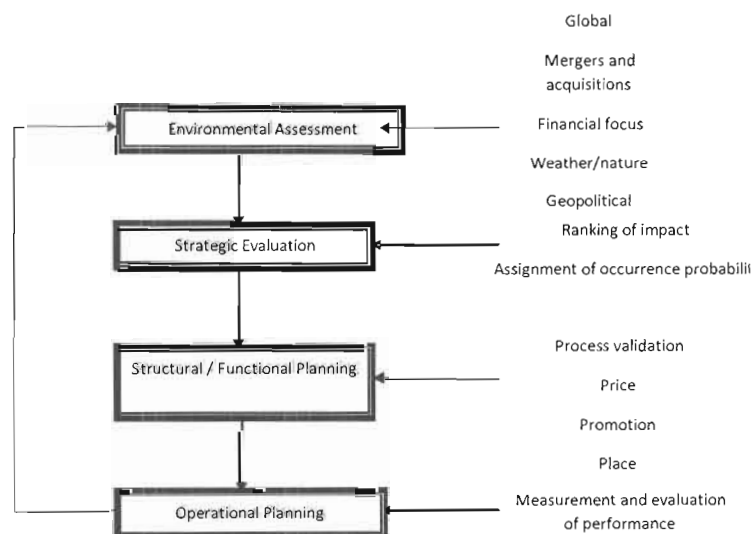 Global
Mergers and
acquisitions
Environmental Assessment
Financial focus
Weather/nature
Geopolitical
Ranking of impact
Strategic Evaluation
Assignment of occurrence probabili
Process validation
Structural / Functional Planning
Price
Promotion
Place
Measurement and evaluation
of performance
Operational Planning